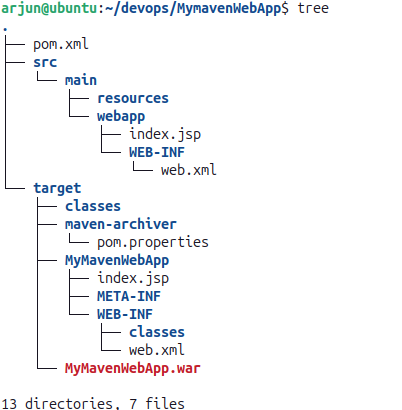 arjun@ubuntu:~/devops/MymavenWebApp$ tree
.
├── pom.xml
├── src
│   └── main
│       ├── resources
│       └── webapp
│           ├── index.jsp
│           └── WEB-INF
│               └── web.xml
└── target
    ├── classes
    ├── maven-archiver
    │   └── pom.properties
    ├── MyMavenWebApp
    │   ├── index.jsp
    │   ├── META-INF
    │   └── WEB-INF
    │       ├── classes
    │       └── web.xml
    └── MyMavenWebApp.war
13 directories, 7 files